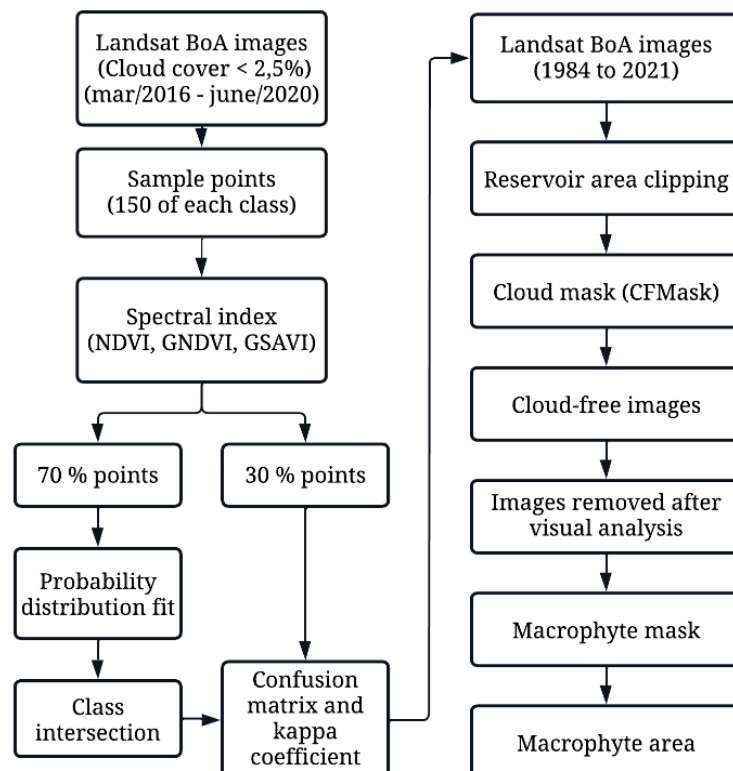 Landsat BoA images
(Cloud cover < 2,5%)
(mar/2016 - june/2020)
Sample points
(150 of each class)
Spectral index
(NDVI, GNDVI, GSAVI)
70 % points
30 % points
Probability
distribution fit
Class
intersection
Confusion
matrix and
kappa
coefficient
Landsat BoA images
(1984 to 2021)
Reservoir area clipping
Cloud mask (CFMask)
Cloud-free images
Images removed after
visual analysis
Macrophyte mask
Macrophyte area